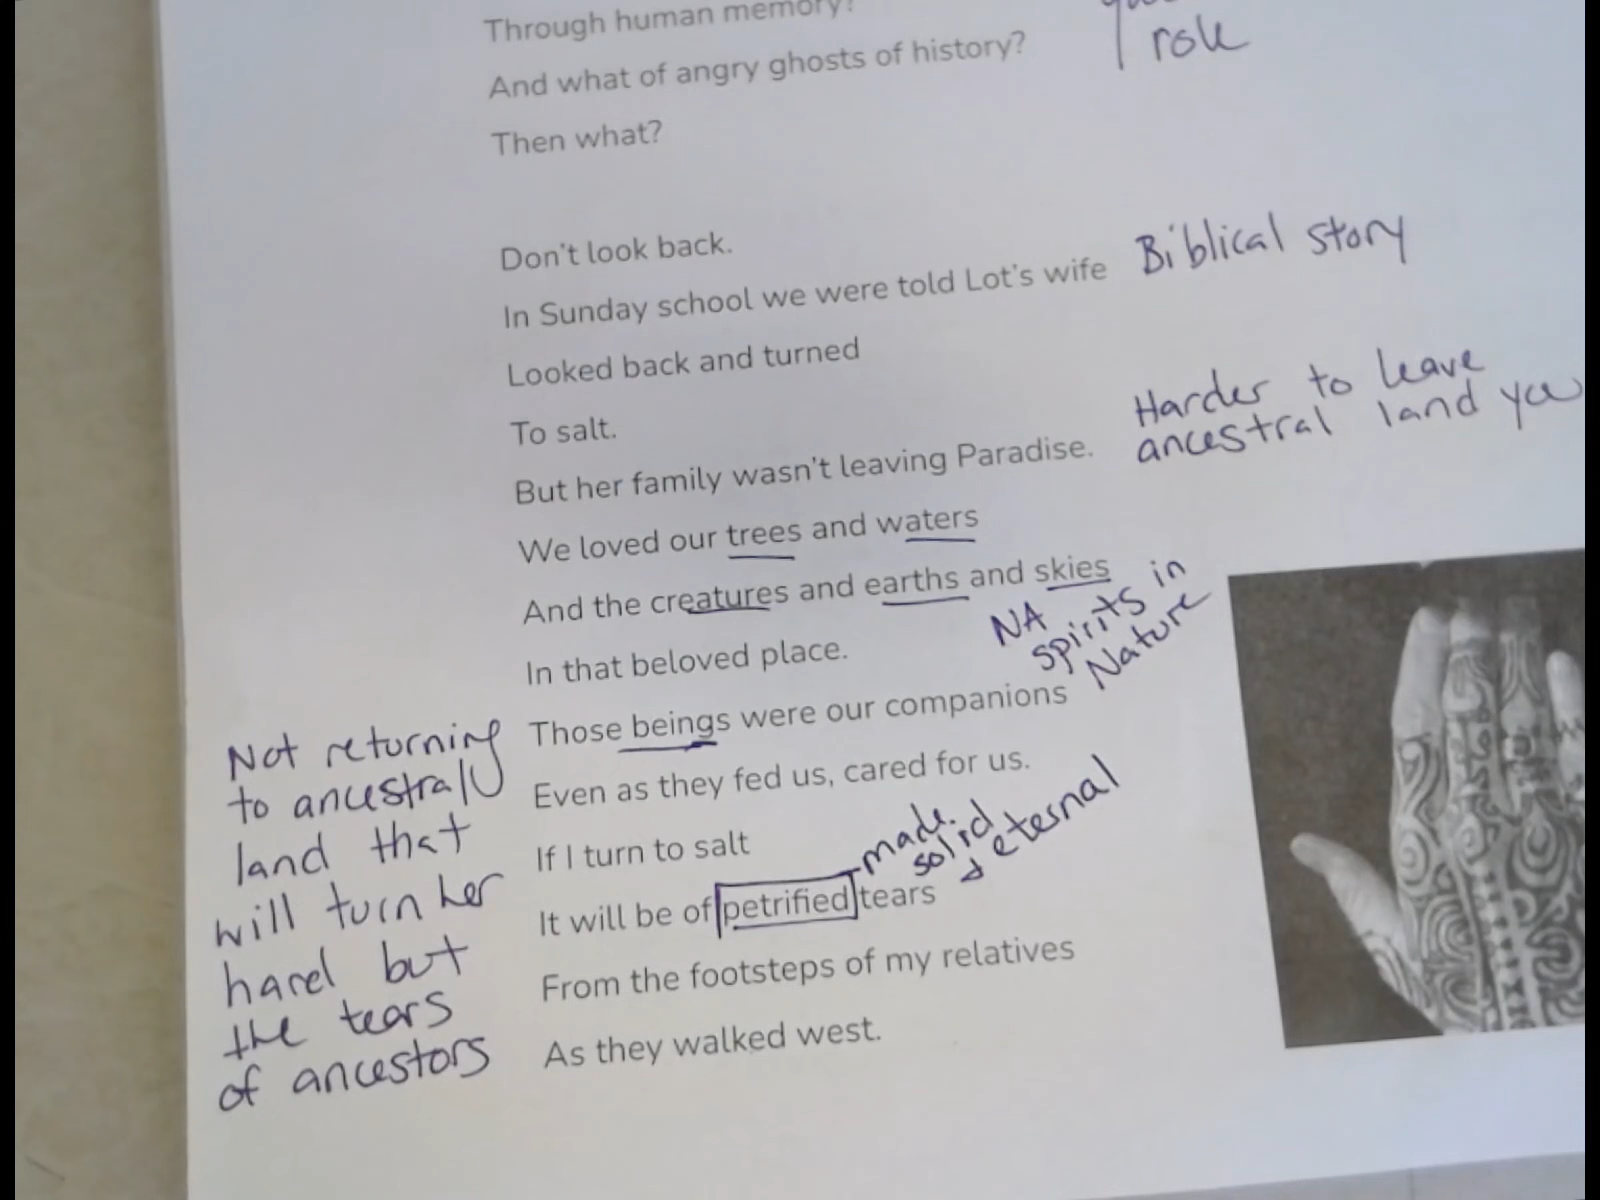 Through human memory?
role
And what of angry ghosts of history?
Then what?
Don't look back.
In Sunday school we were told Lot's wife
Biblical story
Looked back and turned
To salt.
Harder to leave
ancestral land
But her family wasn't leaving Paradise.
We loved our trees and waters
And the creatures and earths and skies
NA
spirits in
Nature
In that beloved place.
Those beings were our companions
Even as they fed us, cared for us.
If I turn to salt
made
solid
& eternal
It will be of petrified tears
From the footsteps of my relatives
As they walked west.
Not returning
to ancestral
land that
will turn her
hard but
the tears
of ancestors